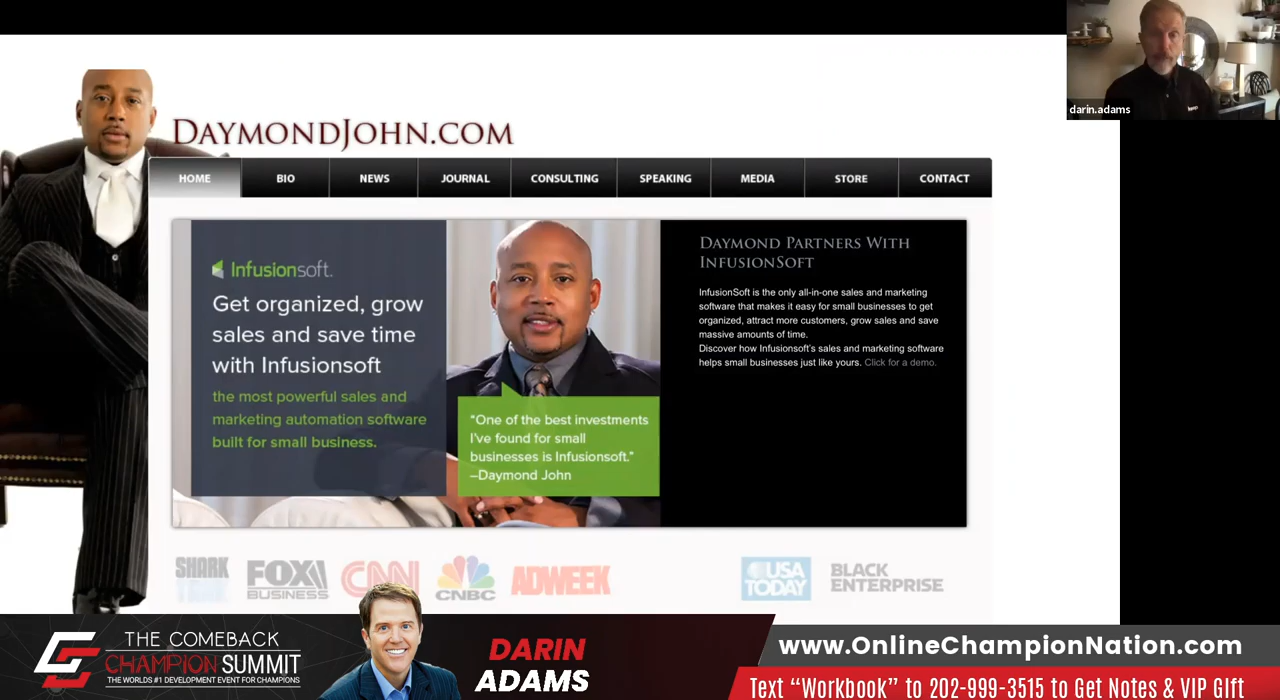 darin.adams
DAYMONDJOHN.COM
HOME
BIO
NEWS
JOURNAL
CONSULTING
SPEAKING
MEDIA
STORE
CONTACT
Infusionsoft.
Get organized, grow
sales and save time
with Infusionsoft
the most powerful sales and
marketing automation software
built for small business.
"One of the best investments
I've found for small
businesses is Infusionsoft."
–Daymond John
DAYMOND PARTNERS WITH
INFUSIONSOFT
InfusionSoft is the only all-in-one sales and marketing
software that makes it easy for small businesses to get
organized, attract more customers, grow sales and save
massive amounts of time.
Discover how Infusionsoft's sales and marketing software
helps small businesses just like yours. Click for a demo.
SHARK
FOX
BUSINESS
CNN
CNBC
ADWEEK
USA
TODAY
BLACK
ENTERPRISE
THE COMEBACK
CHAMPION SUMMIT
THE WORLDS #1 DEVELOPMENT EVENT FOR CHAMPIONS
DARIN
ADAMS
www.OnlineChampionNation.com
Text “Workbook” to 202-999-3515 to Get Notes & VIP GIft